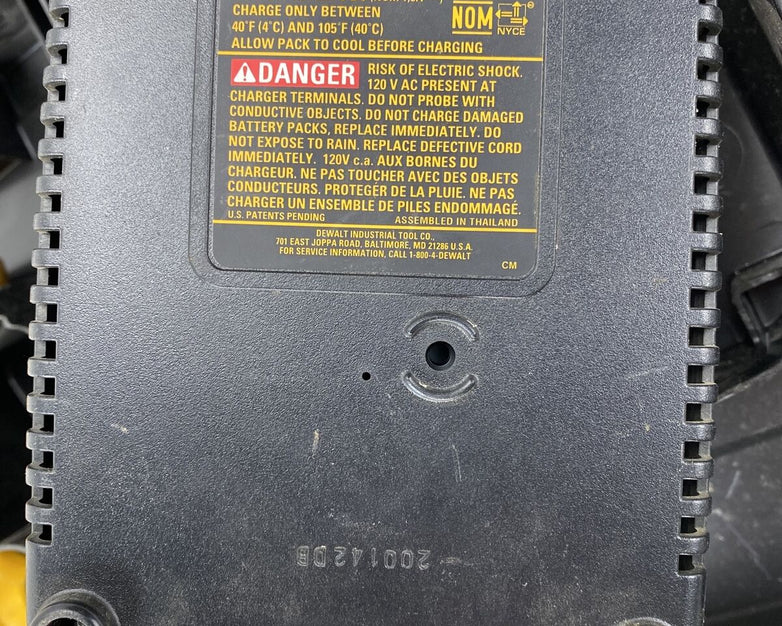 CHARGE ONLY BETWEEN
40°F (4°C) AND 105°F (40°C)
ALLOW PACK TO COOL BEFORE CHARGING
NOM
NYCE
DANGER RISK OF ELECTRIC SHOCK.
120 V AC PRESENT AT
CHARGER TERMINALS. DO NOT PROBE WITH
CONDUCTIVE OBJECTS. DO NOT CHARGE DAMAGED
BATTERY PACKS, REPLACE IMMEDIATELY. DO
NOT EXPOSE TO RAIN. REPLACE DEFECTIVE CORD
IMMEDIATELY. 120V c.a. AUX BORNES DU
CHARGEUR. NE PAS TOUCHER AVEC DES OBJETS
CONDUCTEURS. PROTEGÉR DE LA PLUIE. NE PAS
CHARGER UN ENSEMBLE DE PILES ENDOMMAGÉ.
U.S. PATENTS PENDING ASSEMBLED IN THAILAND
DEWALT INDUSTRIAL TOOL CO.,
701 EAST JOPPA ROAD, BALTIMORE, MD 21286 U.S.A.
FOR SERVICE INFORMATION, CALL 1-800-4-DEWALT
CM
200142DB